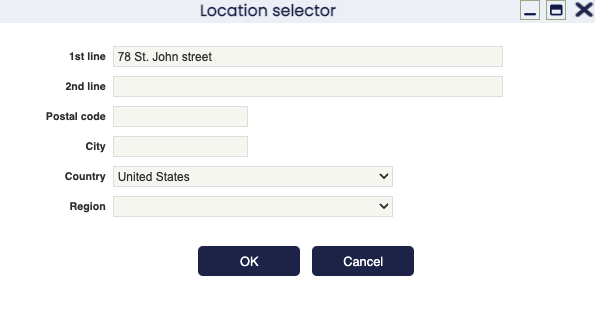 Location selector
1st line 78 St. John street
2nd line
Postal code
City
Country United States
Region
OK Cancel